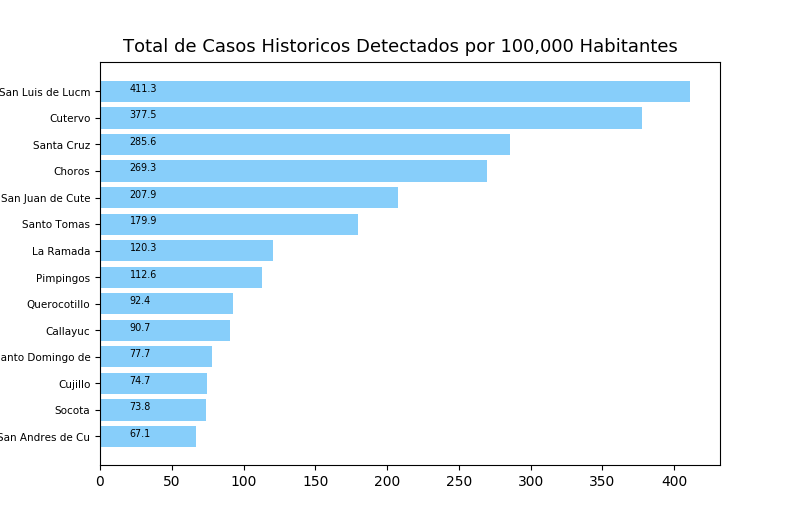 Total de Casos Historicos Detectados por 100,000 Habitantes
San Luis de Lucm 411.3
Cutervo 377.5
Santa Cruz 285.6
Choros 269.3
San Juan de Cute 207.9
Santo Tomas 179.9
La Ramada 120.3
Pimpingos 112.6
Querocotillo 92.4
Callayuc 90.7
anto Domingo de 77.7
Cujillo 74.7
Socota 73.8
San Andres de Cu 67.1
0 50 100 150 200 250 300 350 400